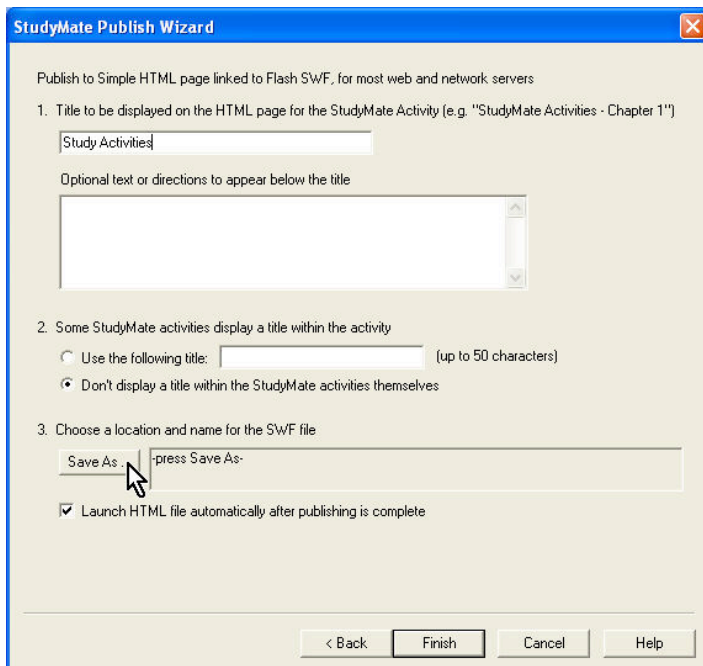 StudyMate Publish Wizard
Publish to Simple HTML page linked to Flash SWF, for most web and network servers
1. Title to be displayed on the HTML page for the StudyMate Activity (e.g. "StudyMate Activities - Chapter 1")
Study Activities
Optional text or directions to appear below the title
2. Some StudyMate activities display a title within the activity
Use the following title: (up to 50 characters)
Don't display a title within the StudyMate activities themselves
3. Choose a location and name for the SWF file
Save As . -press Save As-
Launch HTML file automatically after publishing is complete
< Back Finish Cancel Help